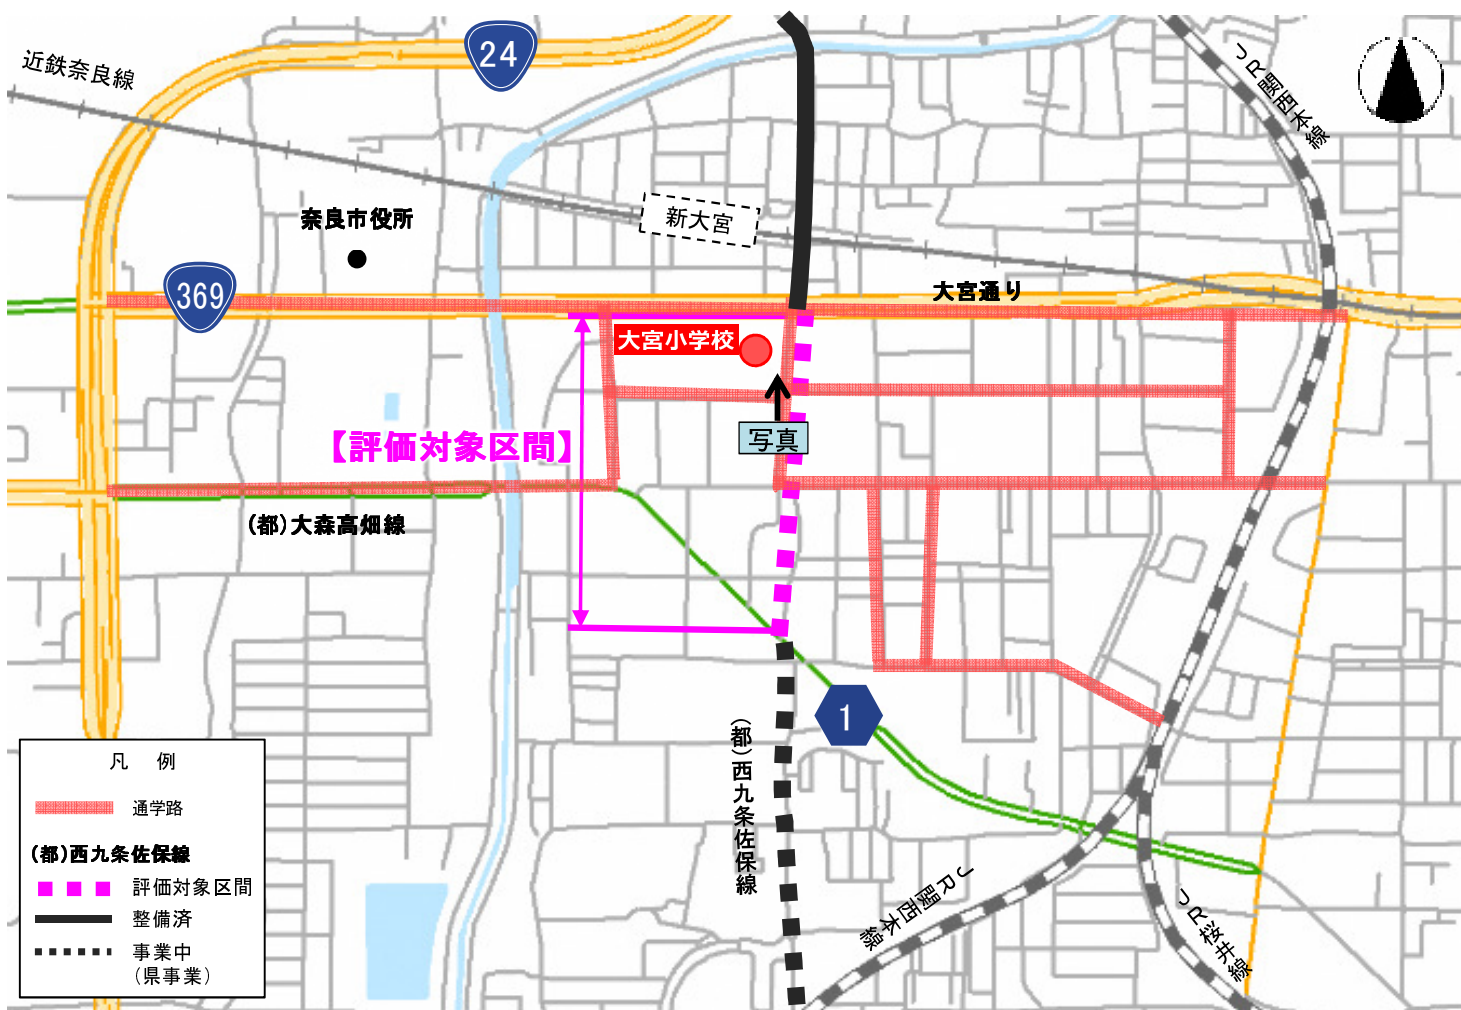 24
近鉄奈良線
JR関西本線
奈良市役所
新大宮
369
大宮通り
大宮小学校
写真
【評価対象区間】
(都)大森高畑線
1
(都)西九条佐保線
JR関西本線
JR桜井線
凡 例
通学路
(都)西九条佐保線
評価対象区間
整備済
事業中
(県事業)